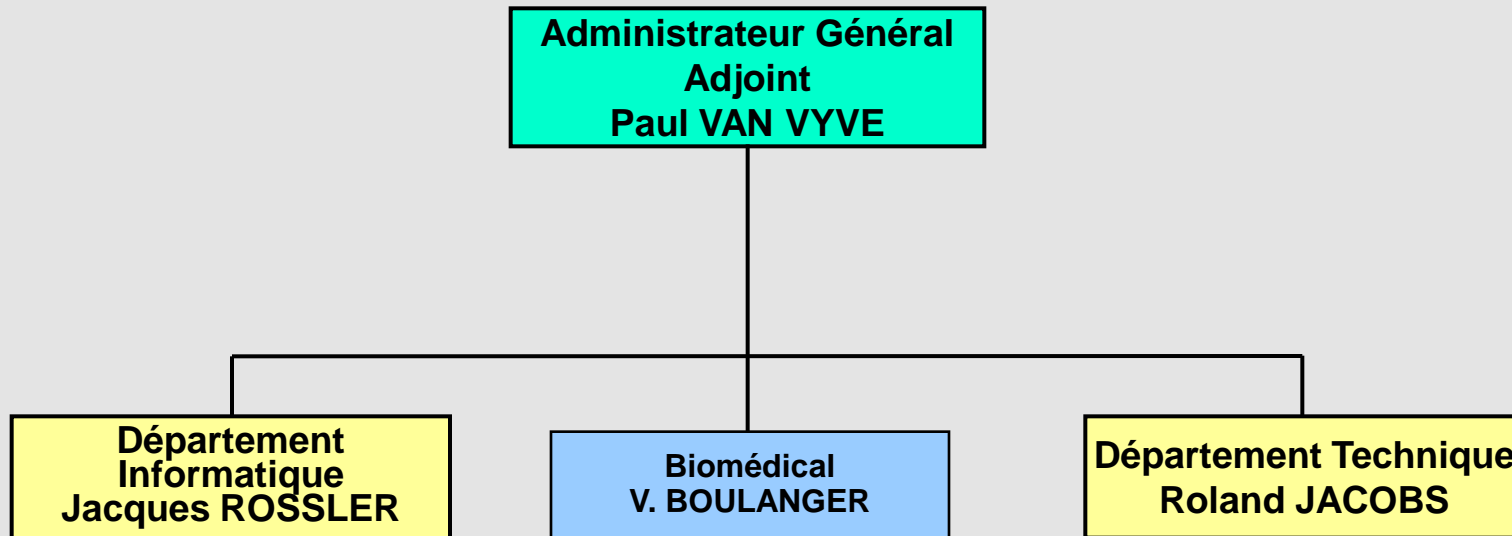 Administrateur Général
Adjoint
Paul VAN VYVE
Département
Informatique
Jacques ROSSLER
Biomédical
V. BOULANGER
Département Technique
Roland JACOBS